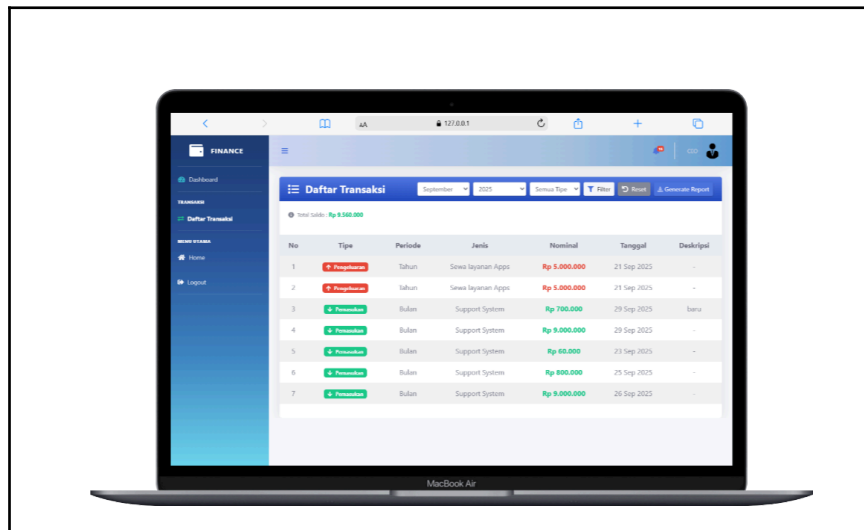 AA
127.0.0.1
FINANCE
Dashboard
TRANSAKSI
Daftar Transaksi
MENU UTAMA
Home
Logout
Daftar Transaksi
September
2025
Semua Tipe
Filter
Reset
Generate Report
Total Saldo: Rp 9.560.000
No Tipe Periode Jenis Nominal Tanggal Deskripsi
1 Pengeluaran Tahun Sewa layanan Apps Rp 5.000.000 21 Sep 2025 -
2 Pengeluaran Tahun Sewa layanan Apps Rp 5.000.000 21 Sep 2025 -
3 Pemasukan Bulan Support System Rp 700.000 29 Sep 2025 baru
4 Pemasukan Bulan Support System Rp 9.000.000 29 Sep 2025 -
5 Pemasukan Bulan Support System Rp 60.000 23 Sep 2025 -
6 Pemasukan Bulan Support System Rp 800.000 25 Sep 2025 -
7 Pemasukan Bulan Support System Rp 9.000.000 26 Sep 2025 -
MacBook Air